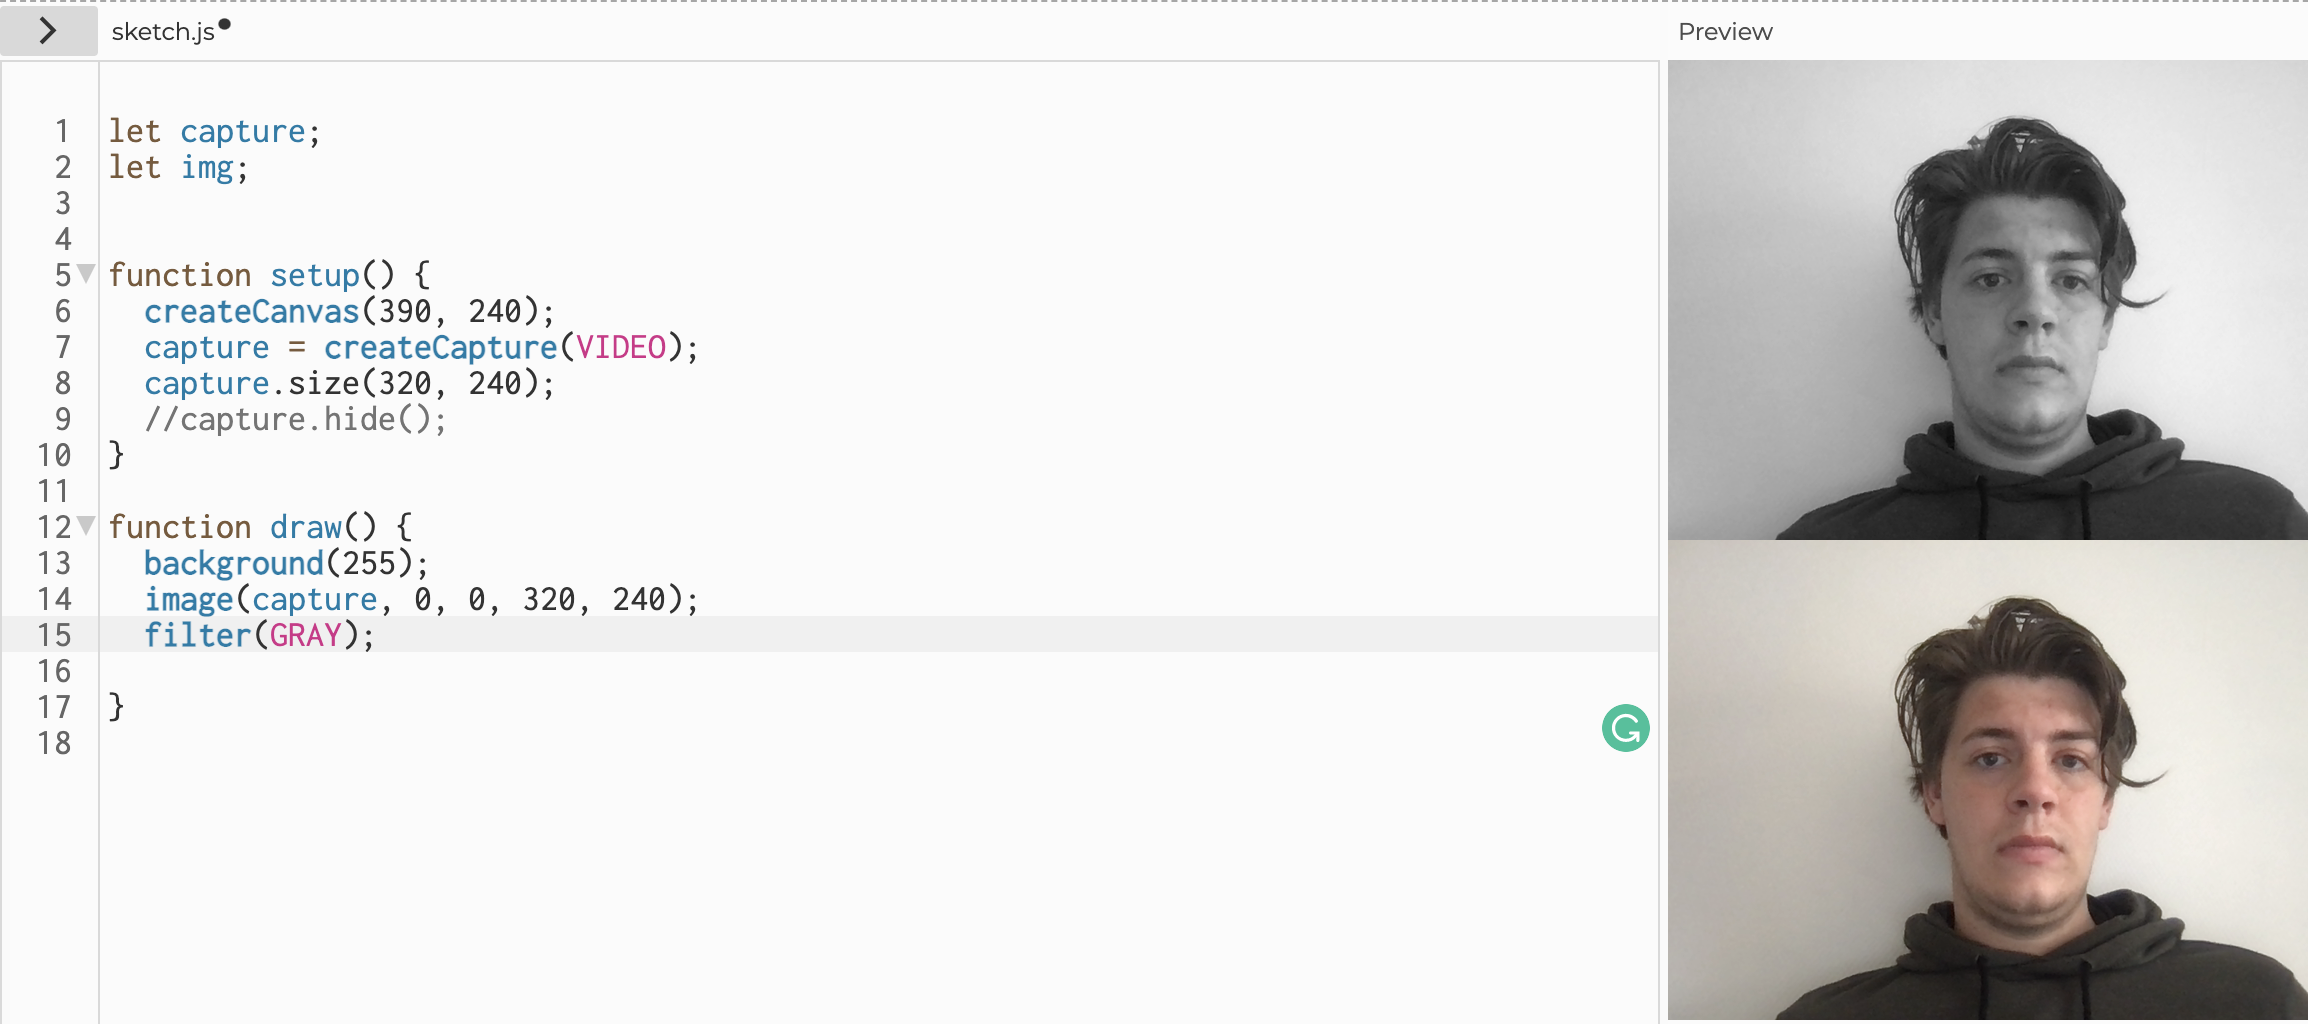 sketch.js
Preview
1 let capture;
2 let img;
3
4
5 function setup() {
6 createCanvas(390, 240);
7 capture = createCapture(VIDEO);
8 capture.size(320, 240);
9 //capture.hide();
10 }
11
12 function draw() {
13 background(255);
14 image(capture, 0, 0, 320, 240);
15 filter(GRAY);
16
17 }
18